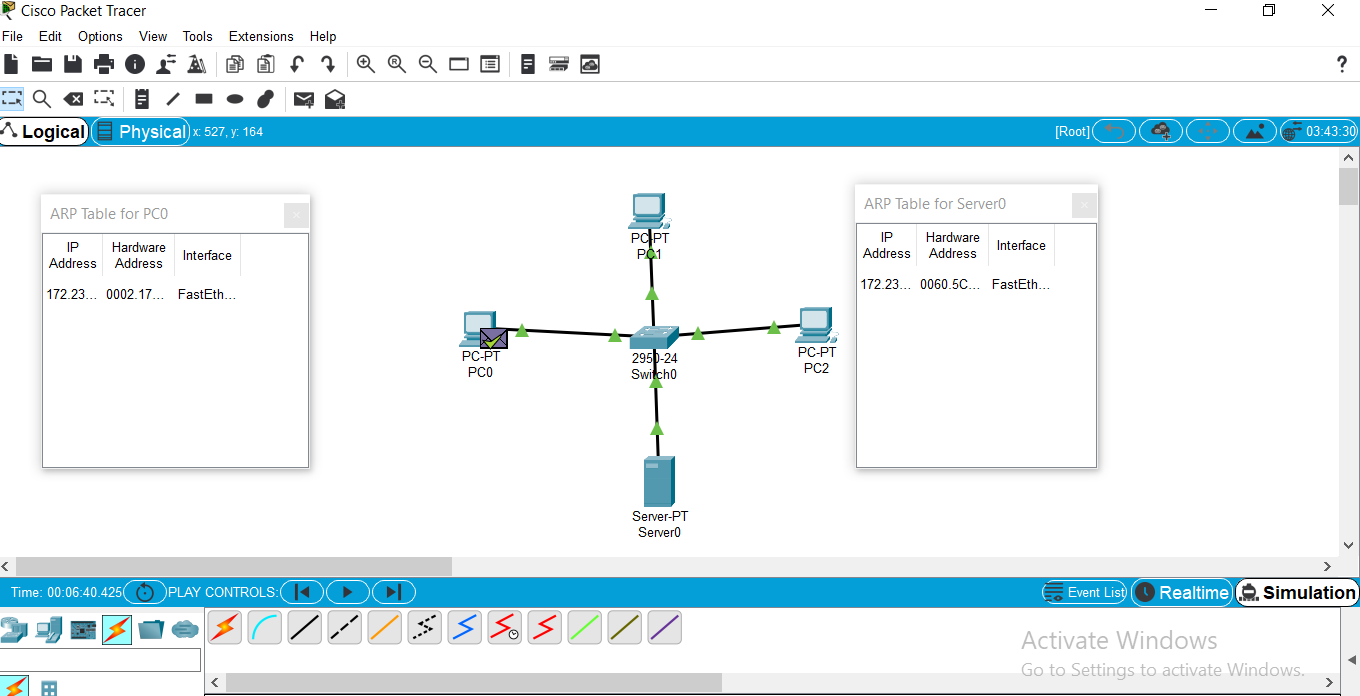 Cisco Packet Tracer
File Edit Options View Tools Extensions Help
?
Logical Physical x: 527, y: 164 [Root] 03:43:30
ARP Table for PC0
IP Address Hardware Address Interface
172.23... 0002.17... FastEth...
PC-PT
PC1
ARP Table for Server0
IP Address Hardware Address Interface
172.23... 0060.5C... FastEth...
PC-PT
PC0
2950-24
Switch0
PC-PT
PC2
Server-PT
Server0
Time: 00:06:40.425 PLAY CONTROLS: Event List Realtime Simulation
Activate Windows
Go to Settings to activate Windows.